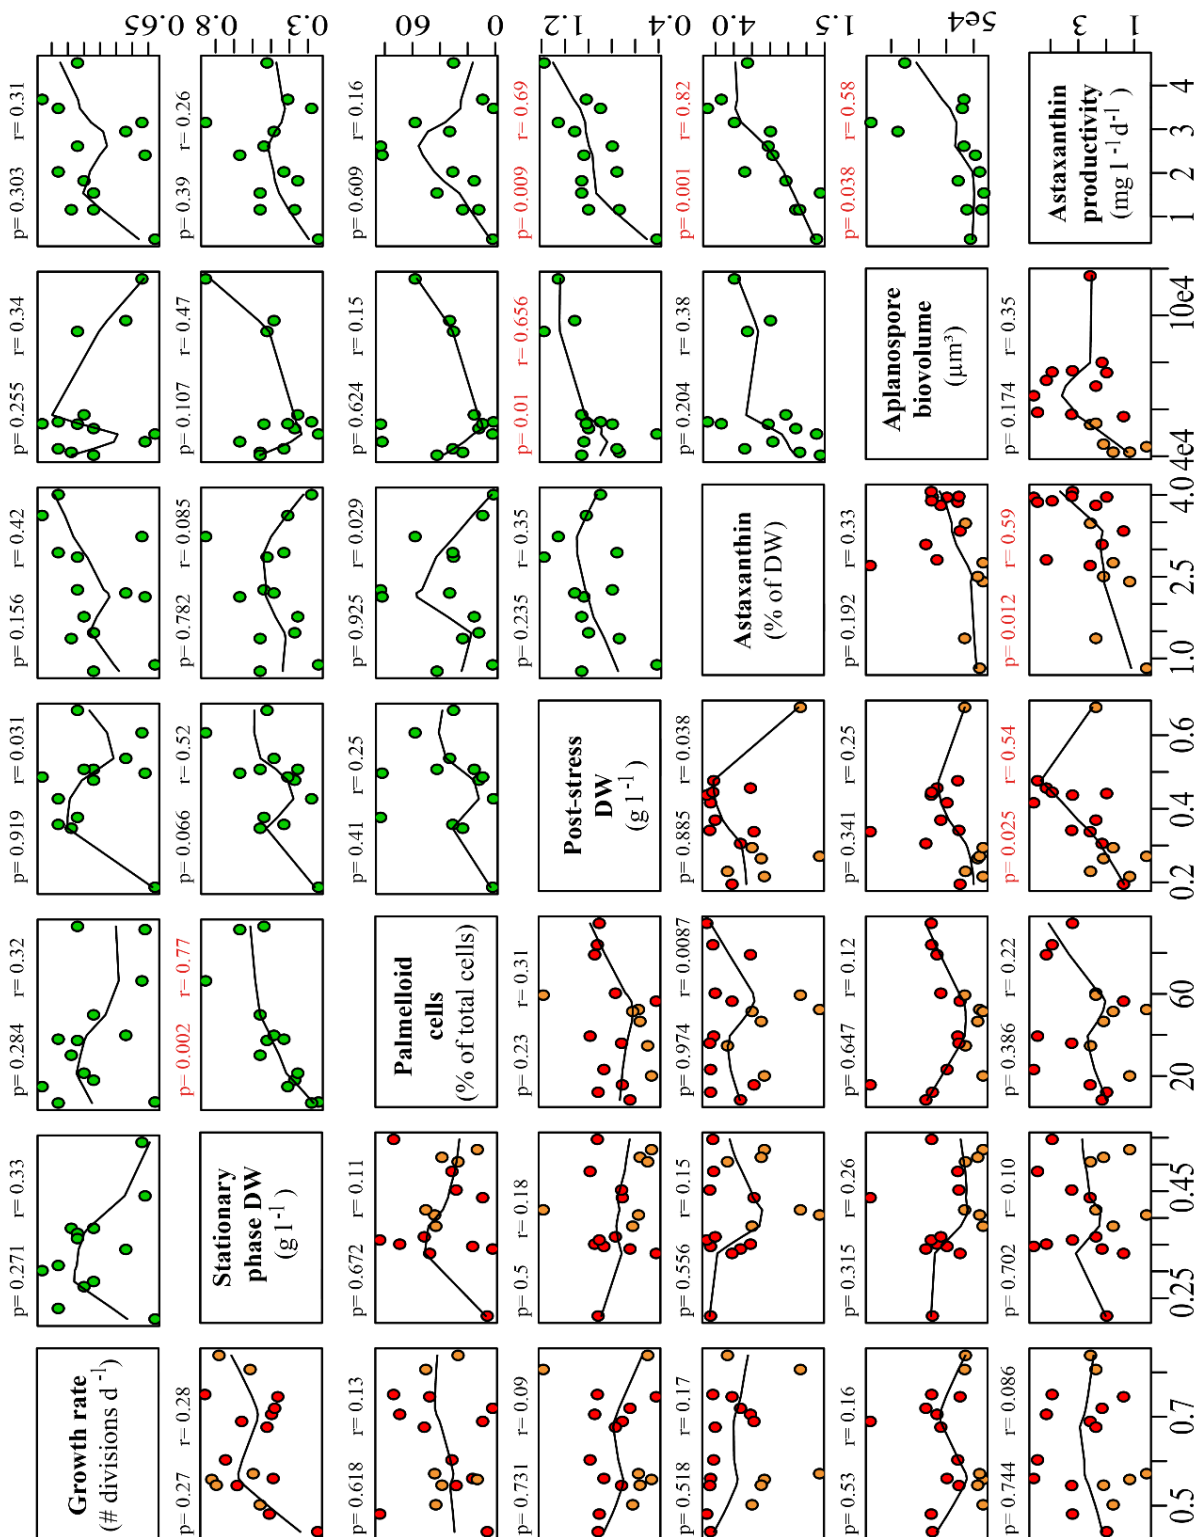 Growth rate
(# divisions d⁻¹)
p= 0.271 r= 0.33
p= 0.284 r= 0.32
p= 0.919 r= 0.031
p= 0.156 r= 0.42
p= 0.255 r= 0.34
p= 0.303 r= 0.31
0.65
p= 0.27 r= 0.28
Stationary
phase DW
(g l⁻¹)
p= 0.002 r= 0.77
p= 0.066 r= 0.52
p= 0.782 r= 0.085
p= 0.107 r= 0.47
p= 0.39 r= 0.26
0.8
0.3
p= 0.618 r= 0.13
p= 0.672 r= 0.11
Palmelloid
cells
(% of total cells)
p= 0.41 r= 0.25
p= 0.925 r= 0.029
p= 0.624 r= 0.15
p= 0.609 r= 0.16
60
0
p= 0.731 r= 0.09
p= 0.5 r= 0.18
p= 0.23 r= 0.31
Post-stress
DW
(g l⁻¹)
p= 0.235 r= 0.35
p= 0.01 r= 0.656
p= 0.009 r= 0.69
1.2
0.4
p= 0.518 r= 0.17
p= 0.556 r= 0.15
p= 0.974 r= 0.0087
p= 0.885 r= 0.038
Astaxanthin
(% of DW)
p= 0.204 r= 0.38
p= 0.001 r= 0.82
4.0
1.5
p= 0.53 r= 0.16
p= 0.315 r= 0.26
p= 0.647 r= 0.12
p= 0.341 r= 0.25
p= 0.192 r= 0.33
Aplanospore
biovolume
(µm³)
p= 0.038 r= 0.58
5e4
p= 0.744 r= 0.086
p= 0.702 r= 0.10
p= 0.386 r= 0.22
p= 0.025 r= 0.54
p= 0.012 r= 0.59
p= 0.174 r= 0.35
Astaxanthin
productivity
(mg l⁻¹d⁻¹)
3
1
0.5 0.7
0.25 0.45
20 60
0.2 0.4 0.6
1.0 2.5 4.0
4e4 10e4
1 2 3 4